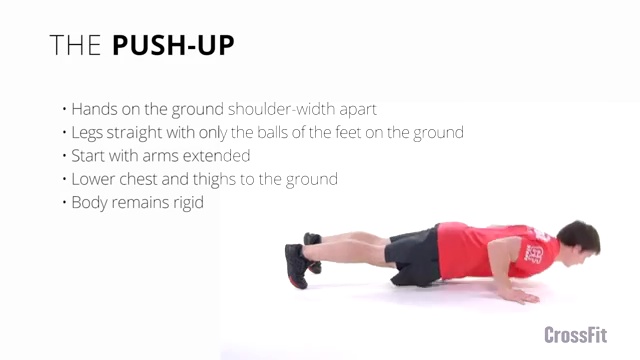 THE PUSH-UP
• Hands on the ground shoulder-width apart
• Legs straight with only the balls of the feet on the ground
• Start with arms extended
• Lower chest and thighs to the ground
• Body remains rigid
CrossFit